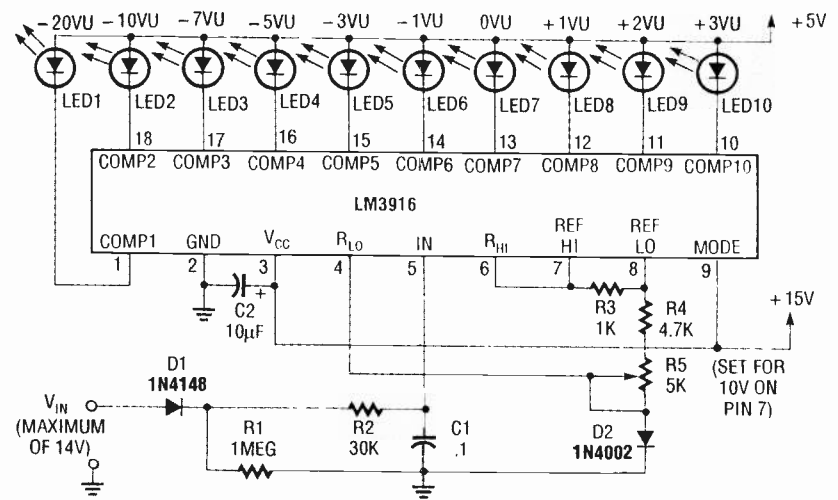 −20VU −10VU −7VU −5VU −3VU −1VU 0VU +1VU +2VU +3VU +5V
LED1 LED2 LED3 LED4 LED5 LED6 LED7 LED8 LED9 LED10
18 17 16 15 14 13 12 11 10
COMP2 COMP3 COMP4 COMP5 COMP6 COMP7 COMP8 COMP9 COMP10
LM3916
COMP1 GND VCC RLO IN RHI REF HI REF LO MODE
1 2 3 4 5 6 7 8 9
+
C2
10µF
R3
1K
R4
4.7K
+15V
R5
5K
(SET FOR
10V ON
PIN 7)
D1
1N4148
VIN
(MAXIMUM
OF 14V)
R1
1MEG
R2
30K
C1
.1
D2
1N4002